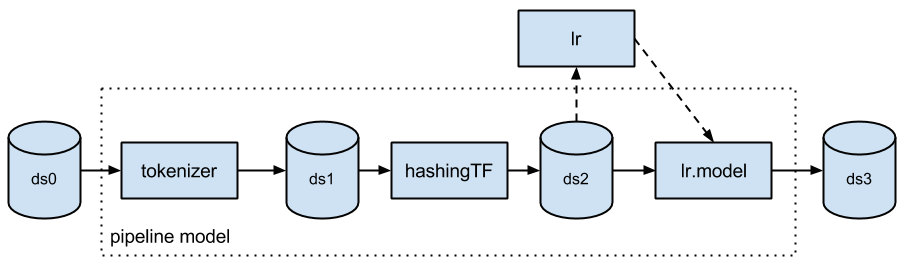 lr
ds0
tokenizer
ds1
hashingTF
ds2
lr.model
ds3
pipeline model